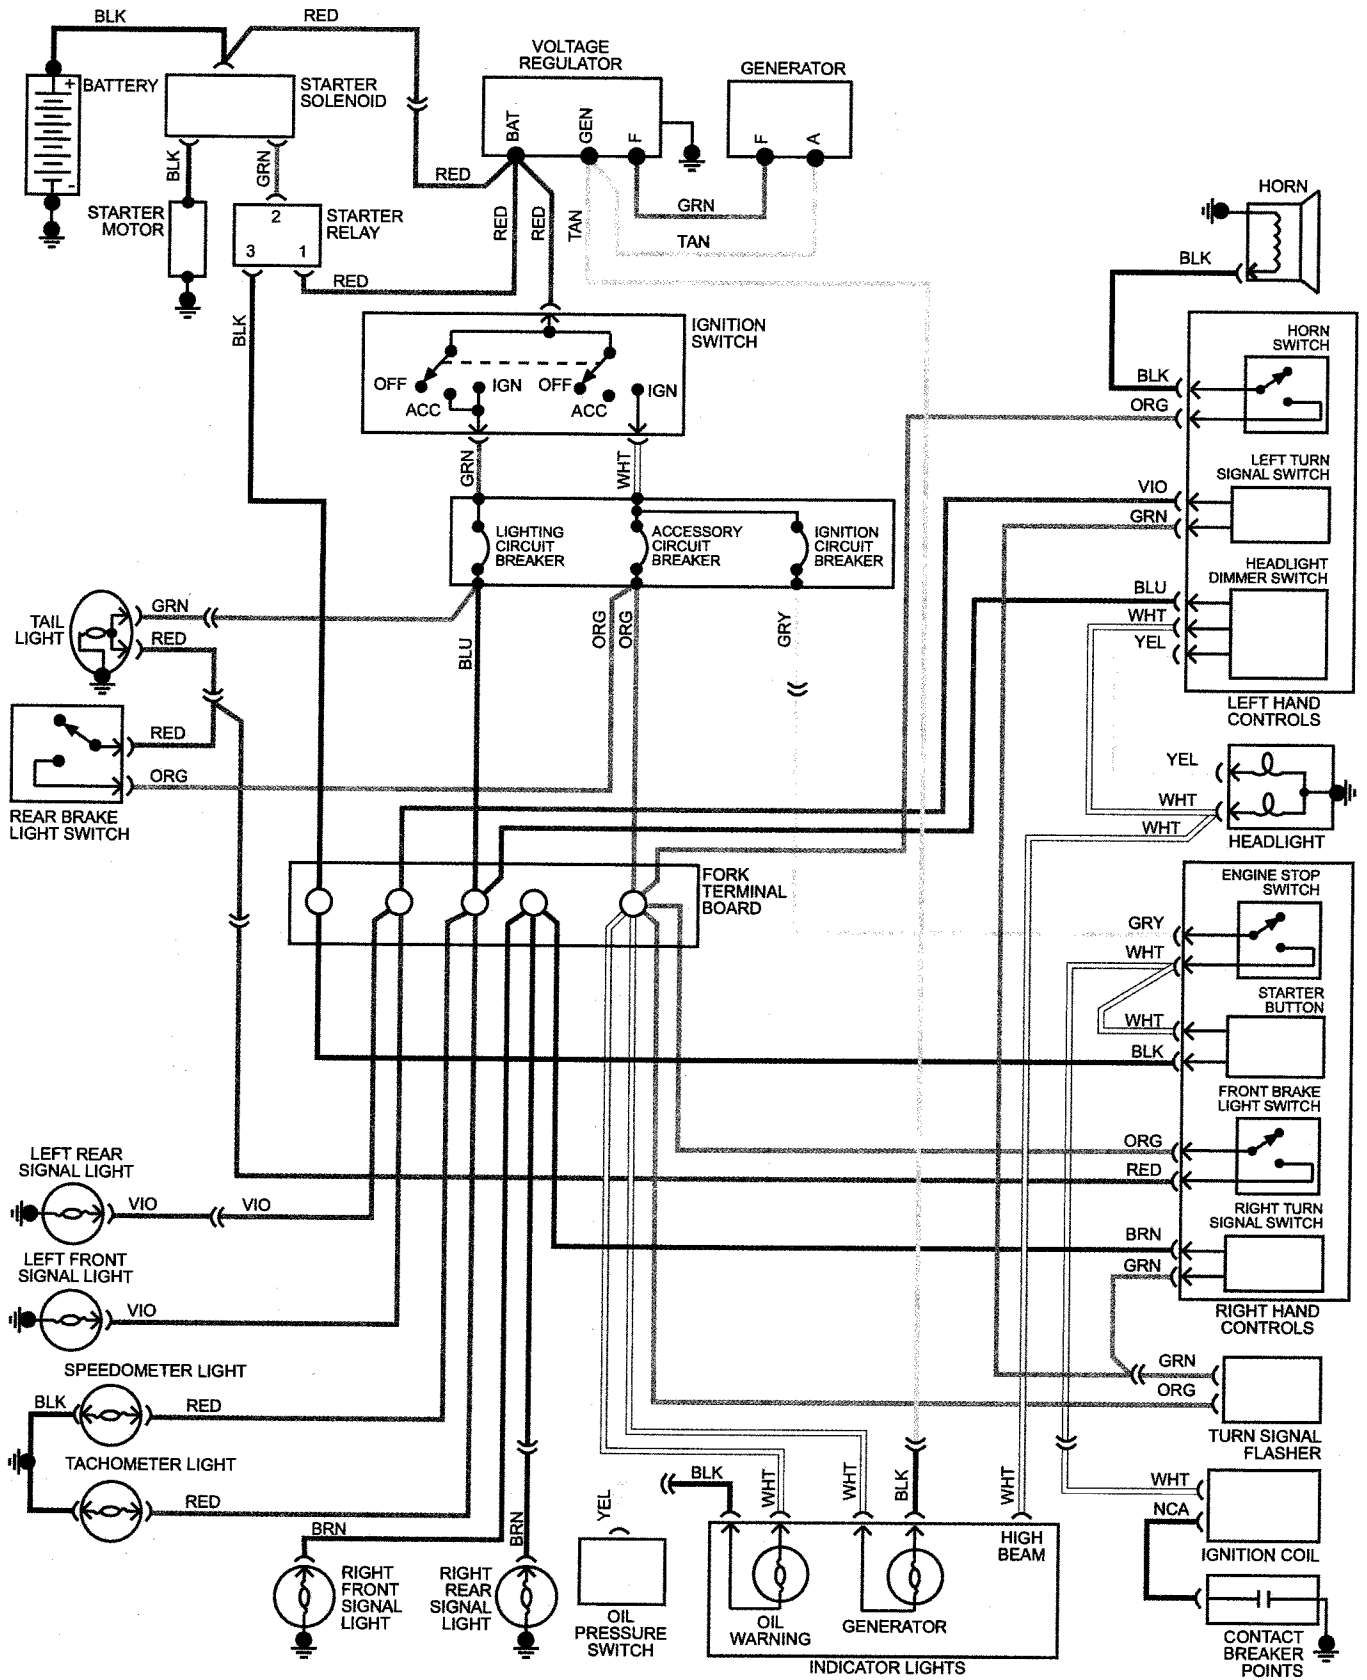 BLK
RED
VOLTAGE
REGULATOR
GENERATOR
+
BATTERY
STARTER
SOLENOID
BAT
GEN
F
F
A
BLK
GRN
RED
-
STARTER
MOTOR
2
STARTER
RELAY
3
1
RED
RED
RED
TAN
GRN
TAN
HORN
BLK
BLK
IGNITION
SWITCH
OFF
IGN
ACC
OFF
IGN
ACC
HORN
SWITCH
BLK
ORG
GRN
WHT
LEFT TURN
SIGNAL SWITCH
VIO
GRN
LIGHTING
CIRCUIT
BREAKER
ACCESSORY
CIRCUIT
BREAKER
IGNITION
CIRCUIT
BREAKER
HEADLIGHT
DIMMER SWITCH
BLU
WHT
YEL
TAIL
LIGHT
GRN
RED
BLU
ORG
ORG
GRY
LEFT HAND
CONTROLS
RED
ORG
REAR BRAKE
LIGHT SWITCH
YEL
WHT
WHT
HEADLIGHT
FORK
TERMINAL
BOARD
ENGINE STOP
SWITCH
GRY
WHT
STARTER
BUTTON
WHT
BLK
FRONT BRAKE
LIGHT SWITCH
ORG
RED
LEFT REAR
SIGNAL LIGHT
VIO
VIO
RIGHT TURN
SIGNAL SWITCH
BRN
GRN
LEFT FRONT
SIGNAL LIGHT
VIO
RIGHT HAND
CONTROLS
SPEEDOMETER LIGHT
BLK
RED
GRN
ORG
TURN SIGNAL
FLASHER
TACHOMETER LIGHT
RED
BLK
WHT
WHT
BLK
WHT
WHT
NCA
YEL
BRN
BRN
HIGH
BEAM
IGNITION COIL
RIGHT
FRONT
SIGNAL
LIGHT
RIGHT
REAR
SIGNAL
LIGHT
OIL
PRESSURE
SWITCH
OIL
WARNING
GENERATOR
INDICATOR LIGHTS
CONTACT
BREAKER
POINTS